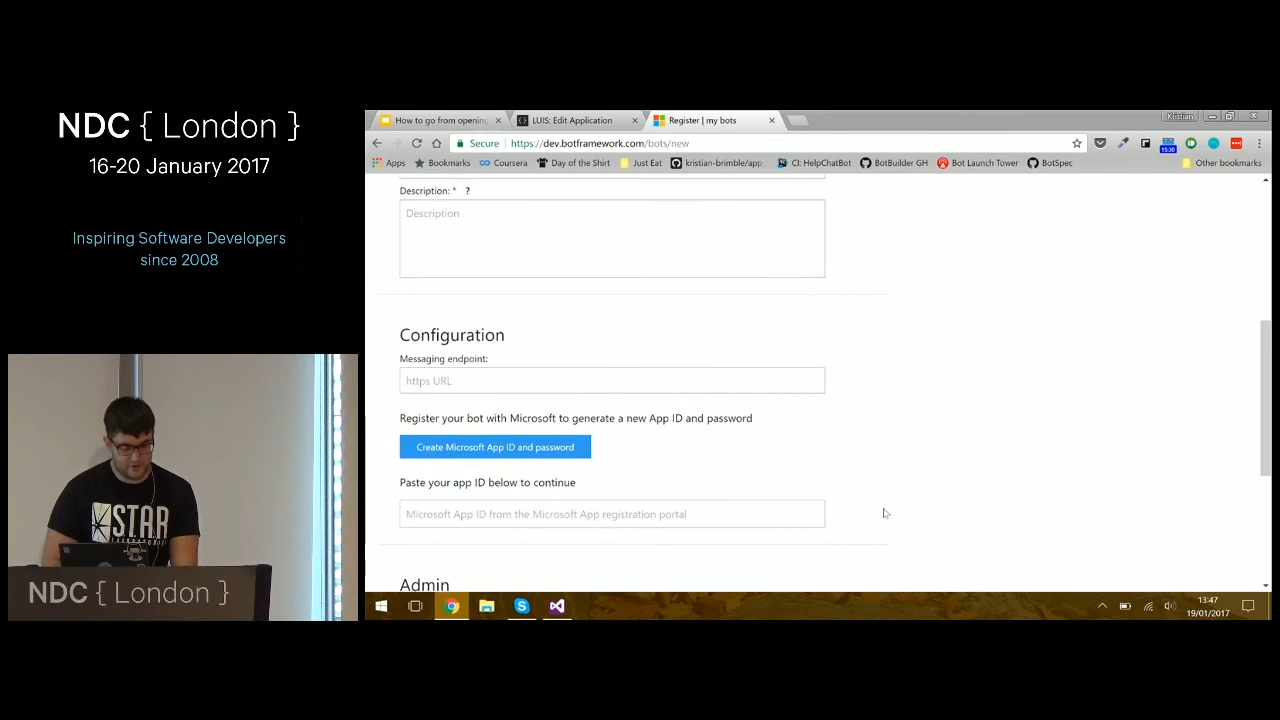 NDC { London }
16-20 January 2017
Inspiring Software Developers
since 2008
STAR
LABORATORIES
NDC { London }
How to go from opening
LUIS: Edit Application
Register | my bots
Kristian
Secure
https://dev.botframework.com/bots/new
15:30
Apps
Bookmarks
Coursera
Day of the Shirt
Just Eat
kristian-brimble/app
CI: HelpChatBot
BotBuilder GH
Bot Launch Tower
BotSpec
Other bookmarks
Description: * ?
Description
Configuration
Messaging endpoint:
https URL
Register your bot with Microsoft to generate a new App ID and password
Create Microsoft App ID and password
Paste your app ID below to continue
Microsoft App ID from the Microsoft App registration portal
Admin
13:47
19/01/2017